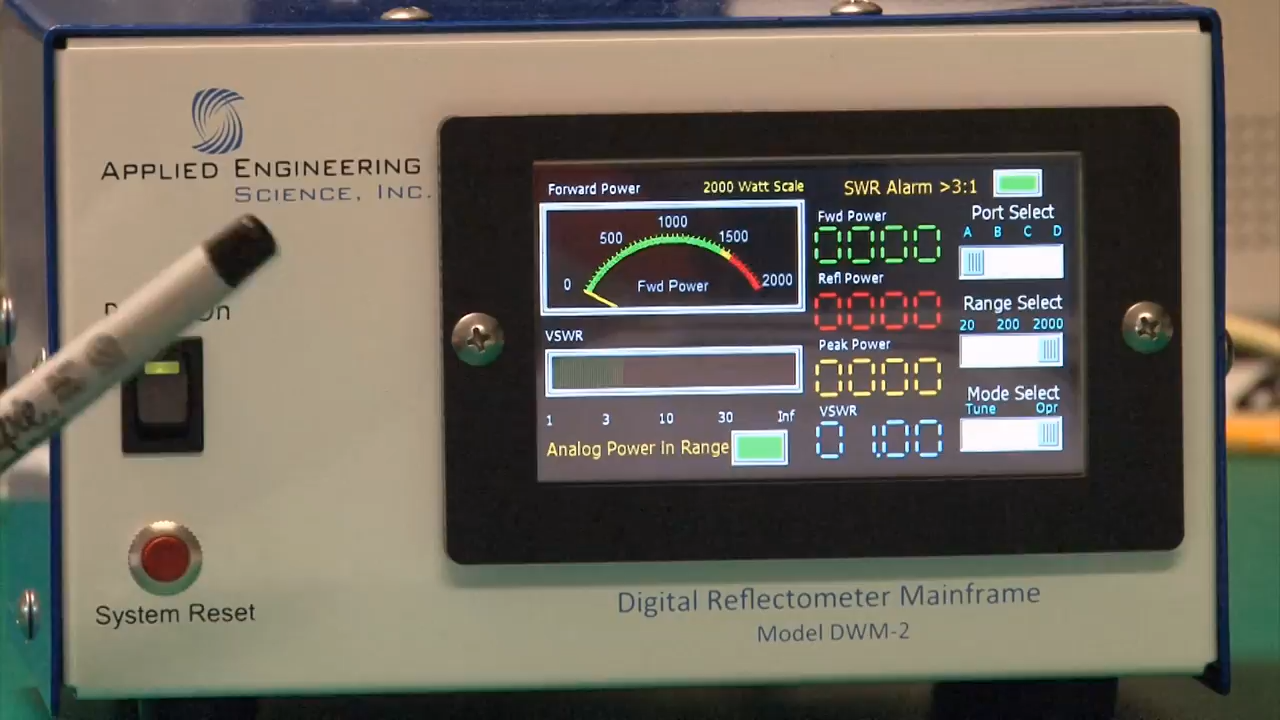 APPLIED ENGINEERING
SCIENCE, INC.
On
System Reset
Forward Power
2000 Watt Scale
0
500
1000
1500
2000
Fwd Power
VSWR
1 3 10 30 Inf
Analog Power in Range
SWR Alarm >3:1
Fwd Power
0000
Refl Power
0000
Peak Power
0000
VSWR
01.00
Port Select
A B C D
Range Select
20 200 2000
Mode Select
Tune Opr
Digital Reflectometer Mainframe
Model DWM-2